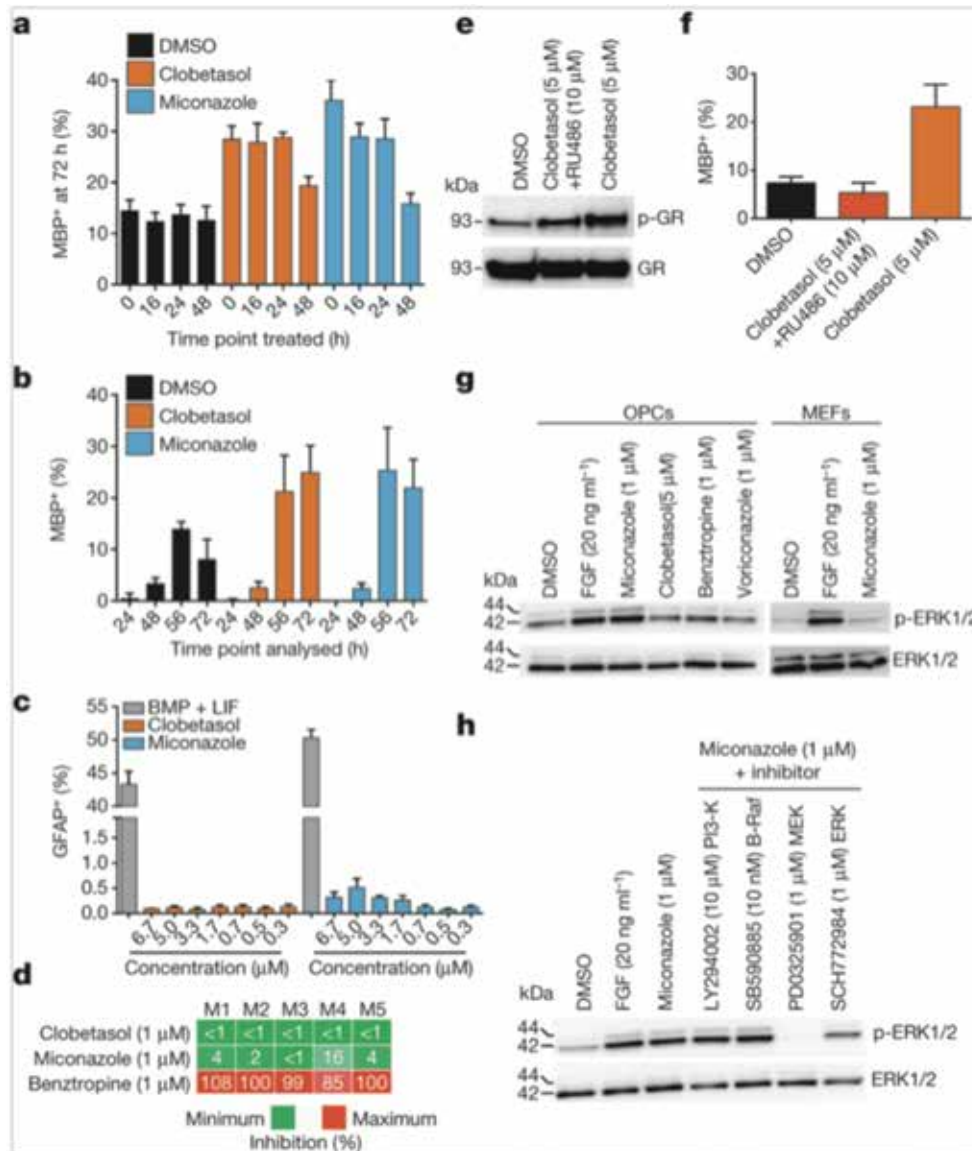 a
DMSO
Clobetasol
Miconazole
MBP⁺ at 72 h (%)
40
30
20
10
0
0 16 24 48 0 16 24 48 0 16 24 48
Time point treated (h)
b
DMSO
Clobetasol
Miconazole
MBP⁺ (%)
40
30
20
10
0
24 48 56 72 24 48 56 72 24 48 56 72
Time point analysed (h)
c
BMP + LIF
Clobetasol
Miconazole
GFAP⁺ (%)
55
50
45
40
1.5
1.0
0.5
0.0
6.7 5.0 3.3 1.7 0.7 0.5 0.3 6.7 5.0 3.3 1.7 0.7 0.5 0.3
Concentration (μM) Concentration (μM)
d
M1 M2 M3 M4 M5
Clobetasol (1 μM) <1 <1 <1 <1 <1
Miconazole (1 μM) 4 2 <1 16 4
Benztropine (1 μM) 108 100 99 85 100
Minimum Maximum
Inhibition (%)
e
DMSO
Clobetasol (5 μM)
+RU486 (10 μM)
Clobetasol (5 μM)
kDa
93 p-GR
93 GR
f
MBP⁺ (%)
30
20
10
0
DMSO
Clobetasol (5 μM)
+RU486 (10 μM)
Clobetasol (5 μM)
g
OPCs MEFs
DMSO
FGF (20 ng ml⁻¹)
Miconazole (1 μM)
Clobetasol(5 μM)
Benztropine (1 μM)
Voriconazole (1 μM)
DMSO
FGF (20 ng ml⁻¹)
Miconazole (1 μM)
kDa
44
42 p-ERK1/2
44
42 ERK1/2
h
Miconazole (1 μM)
+ inhibitor
DMSO
FGF (20 ng ml⁻¹)
Miconazole (1 μM)
LY294002 (10 μM) PI3-K
SB590885 (10 nM) B-Raf
PD0325901 (1 μM) MEK
SCH772984 (1 μM) ERK
kDa
44
42 p-ERK1/2
44
42 ERK1/2